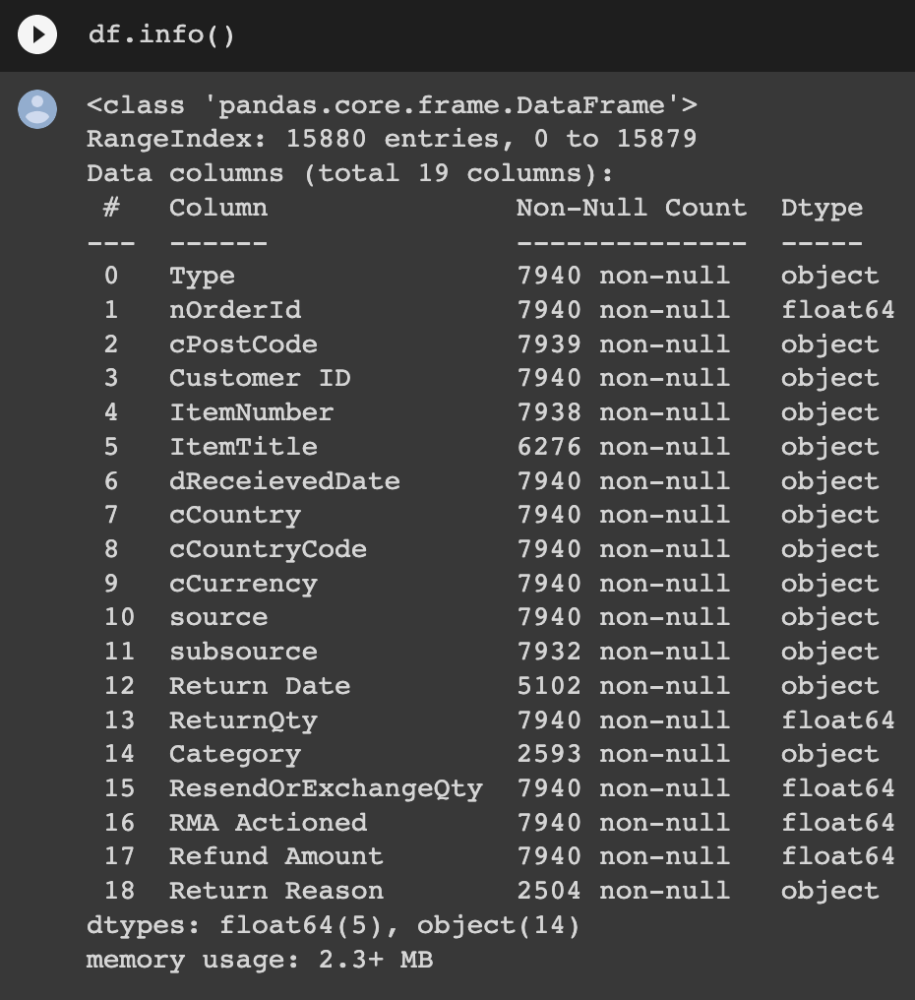 df.info()
<class 'pandas.core.frame.DataFrame'>
RangeIndex: 15880 entries, 0 to 15879
Data columns (total 19 columns):
 #   Column               Non-Null Count  Dtype
---  ------               --------------  -----
 0   Type                 7940 non-null   object
 1   nOrderId             7940 non-null   float64
 2   cPostCode            7939 non-null   object
 3   Customer ID          7940 non-null   object
 4   ItemNumber           7938 non-null   object
 5   ItemTitle            6276 non-null   object
 6   dReceievedDate       7940 non-null   object
 7   cCountry             7940 non-null   object
 8   cCountryCode         7940 non-null   object
 9   cCurrency            7940 non-null   object
 10  source               7940 non-null   object
 11  subsource            7932 non-null   object
 12  Return Date          5102 non-null   object
 13  ReturnQty            7940 non-null   float64
 14  Category             2593 non-null   object
 15  ResendOrExchangeQty  7940 non-null   float64
 16  RMA Actioned         7940 non-null   float64
 17  Refund Amount        7940 non-null   float64
 18  Return Reason        2504 non-null   object
dtypes: float64(5), object(14)
memory usage: 2.3+ MB